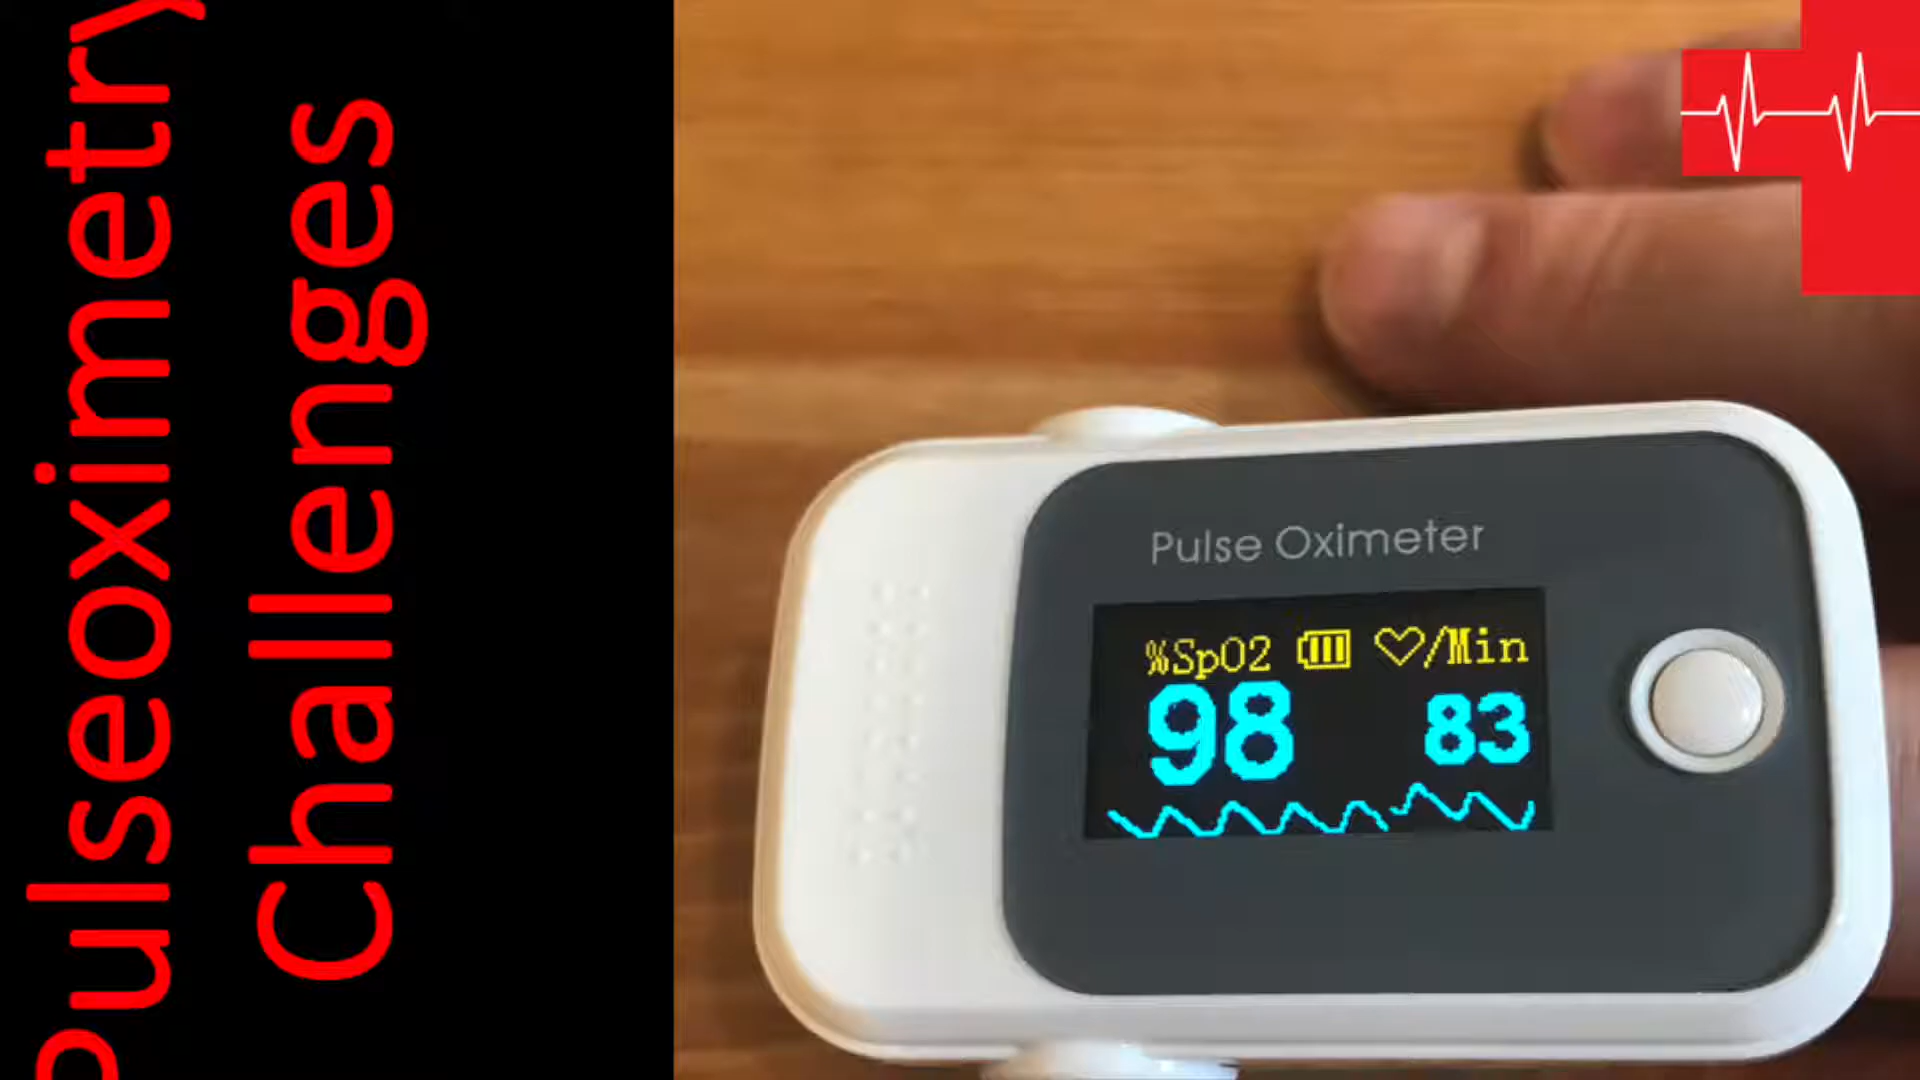 Pulseoximetry
Challenges
Pulse Oximeter
%SpO2 ♡/Min
98 83